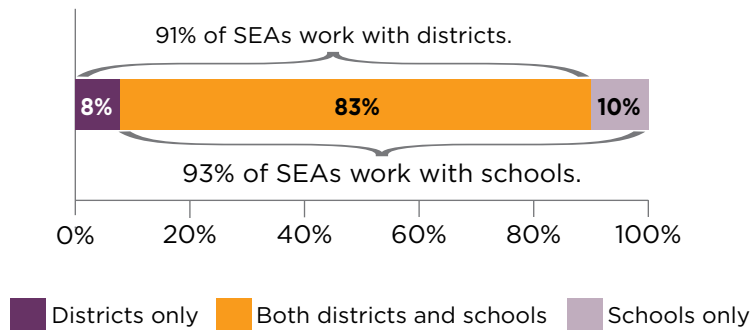 91% of SEAs work with districts.
8% 83% 10%
93% of SEAs work with schools.
0% 20% 40% 60% 80% 100%
Districts only Both districts and schools Schools only